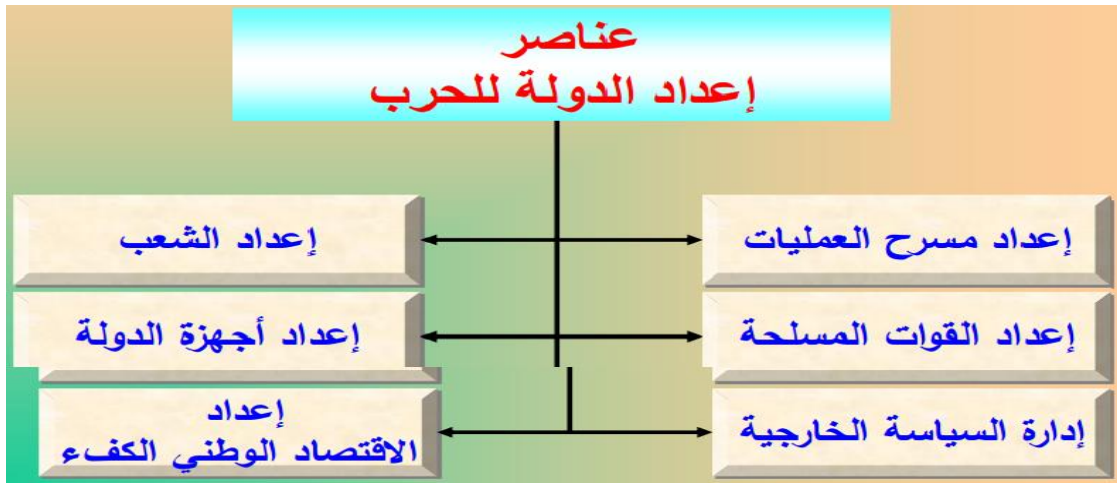 عناصر
إعداد الدولة للحرب
إعداد مسرح العمليات
إعداد الشعب
إعداد القوات المسلحة
إعداد أجهزة الدولة
إدارة السياسة الخارجية
إعداد
الاقتصاد الوطني الكفء